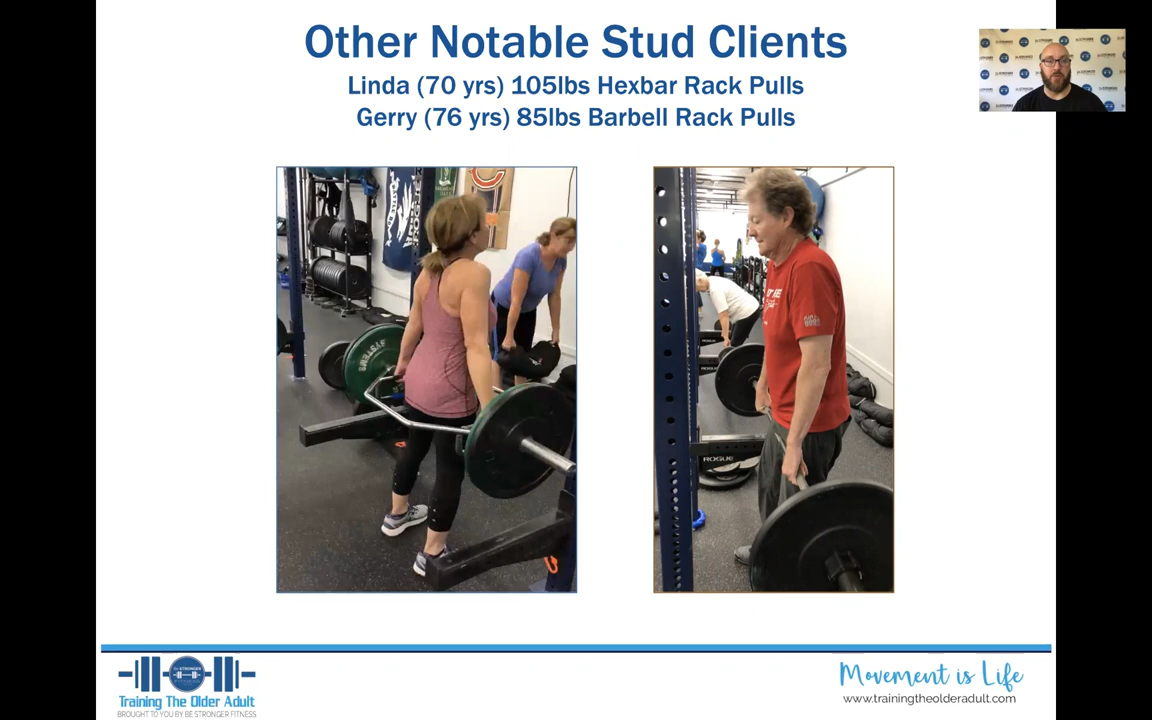 Other Notable Stud Clients
Linda (70 yrs) 105lbs Hexbar Rack Pulls
Gerry (76 yrs) 85lbs Barbell Rack Pulls
ROGUE
Training The Older Adult
BROUGHT TO YOU BY BE STRONGER FITNESS
Movement is Life
www.trainingtheolderadult.com